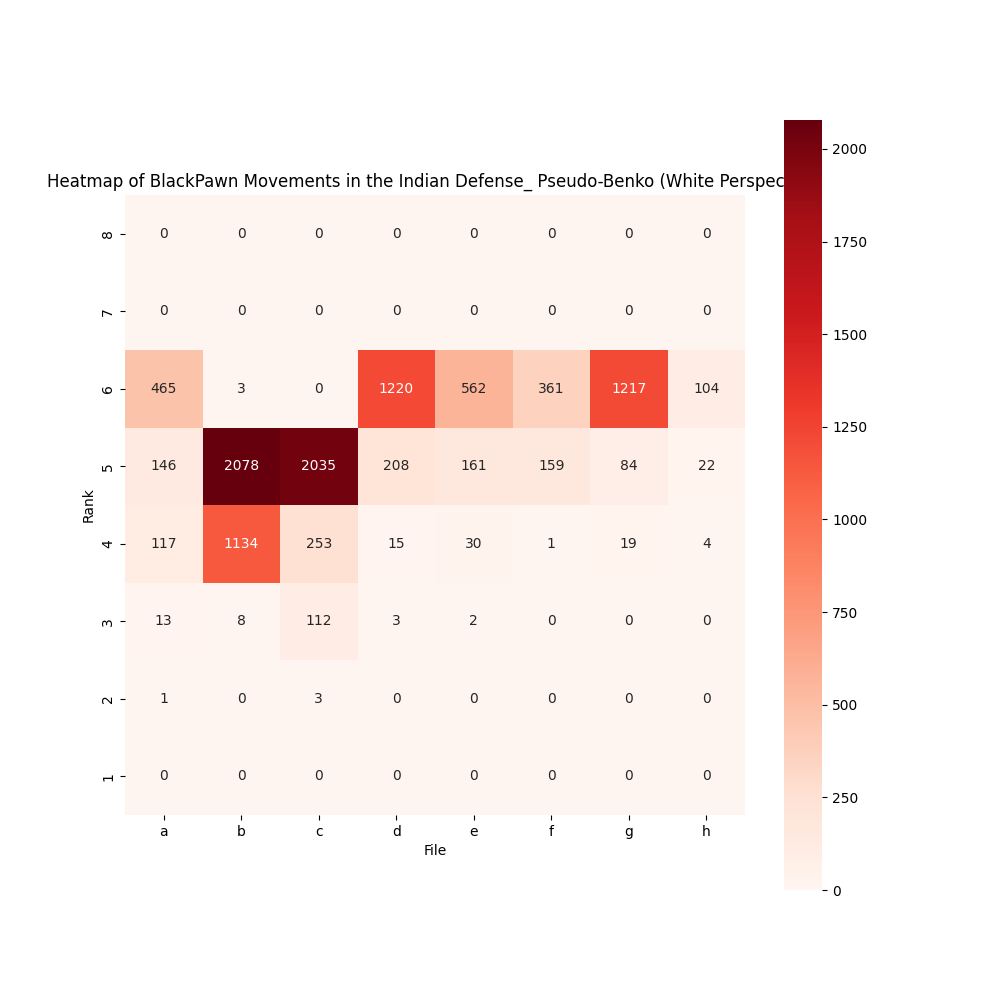 Heatmap of BlackPawn Movements in the Indian Defense_ Pseudo-Benko (White Perspec
8 0 0 0 0 0 0 0 0
7 0 0 0 0 0 0 0 0
6 465 3 0 1220 562 361 1217 104
5 146 2078 2035 208 161 159 84 22
4 117 1134 253 15 30 1 19 4
3 13 8 112 3 2 0 0 0
2 1 0 3 0 0 0 0 0
1 0 0 0 0 0 0 0 0
a b c d e f g h
File
Rank
2000
1750
1500
1250
1000
750
500
250
0